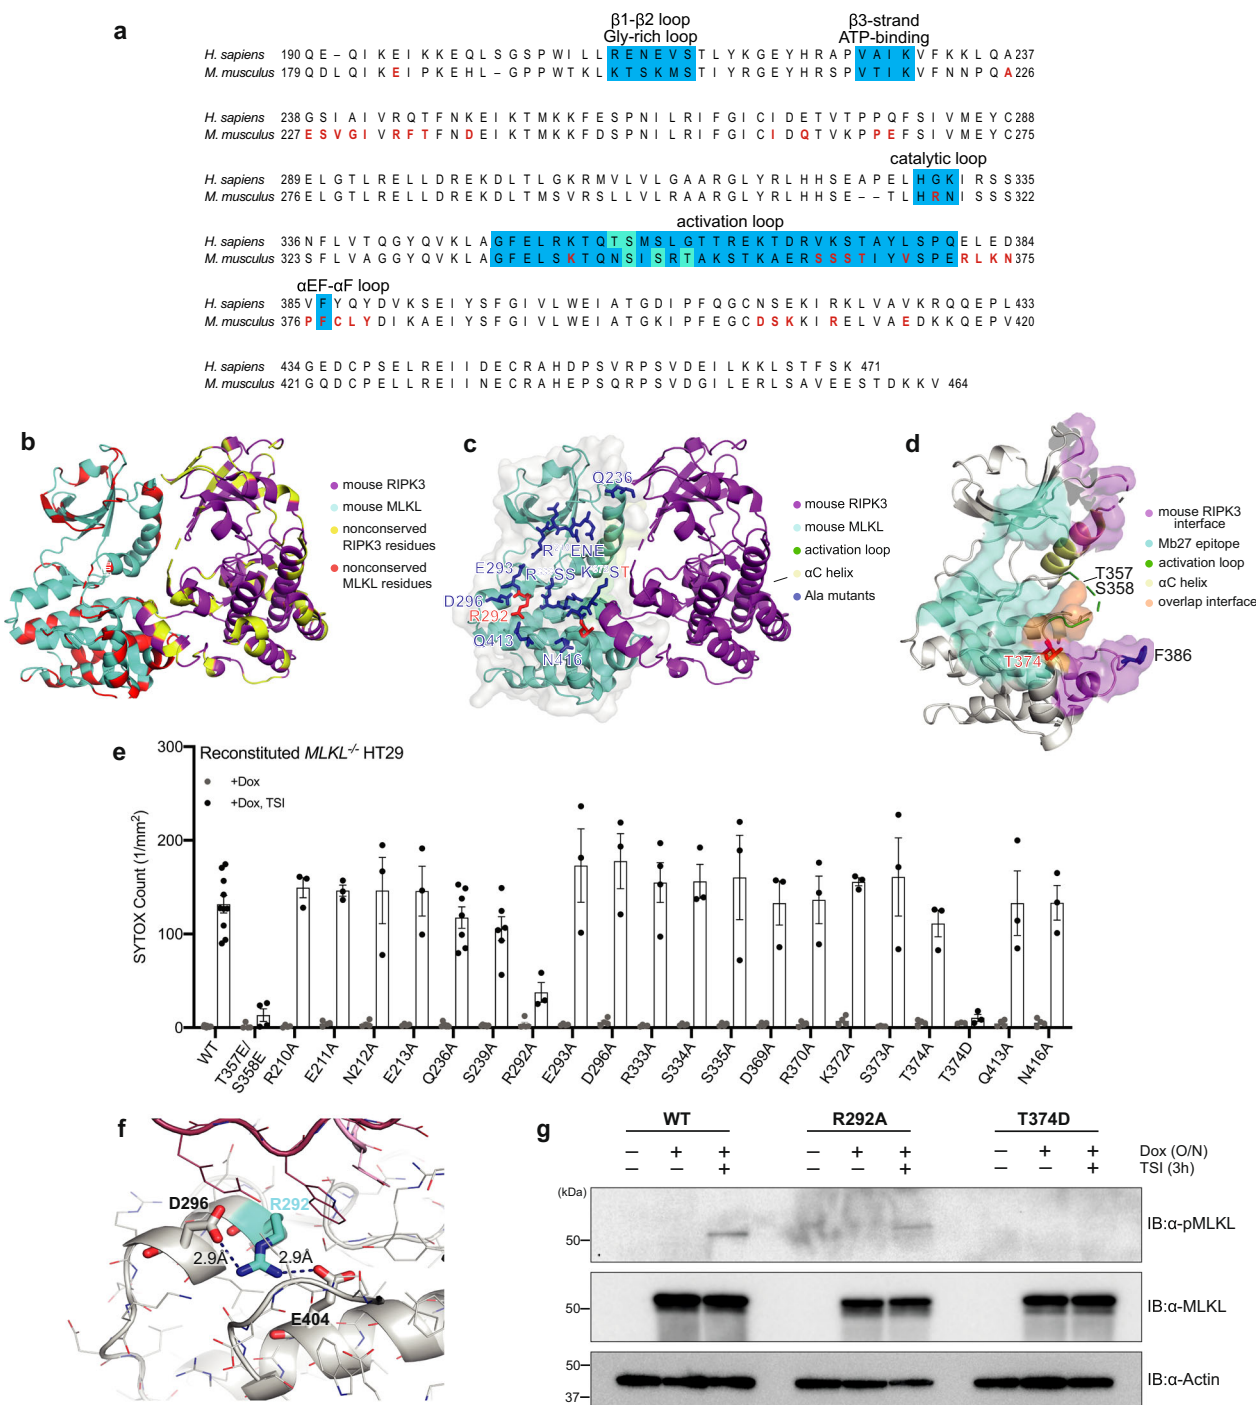 a
β1-β2 loop
Gly-rich loop
β3-strand
ATP-binding
H. sapiens 190 Q E – Q I K E I K K E Q L S G S P W I L L R E N E V S T L Y K G E Y H R A P V A I K V F K K L Q A 237
M. musculus 179 Q D L Q I K E I P K E H L – G P P W T K L K T S K M S T I Y R G E Y H R S P V T I K V F N N P Q A 226
H. sapiens 238 G S I A I V R Q T F N K E I K T M K K F E S P N I L R I F G I C I D E T V T P P Q F S I V M E Y C 288
M. musculus 227 E S V G I V R F T F N D E I K T M K K F D S P N I L R I F G I C I D Q T V K P P E F S I V M E Y C 275
catalytic loop
H. sapiens 289 E L G T L R E L L D R E K D L T L G K R M V L V L G A A R G L Y R L H H S E A P E L H G K I R S S 335
M. musculus 276 E L G T L R E L L D R E K D L T M S V R S L L V L R A A R G L Y R L H H S E – – T L H R N I S S S 322
activation loop
H. sapiens 336 N F L V T Q G Y Q V K L A G F E L R K T Q T S M S L G T T R E K T D R V K S T A Y L S P Q E L E D 384
M. musculus 323 S F L V A G G Y Q V K L A G F E L S K T Q N S I S R T A K S T K A E R S S S T I Y V S P E R L K N 375
αEF-αF loop
H. sapiens 385 V F Y Q Y D V K S E I Y S F G I V L W E I A T G D I P F Q G C N S E K I R K L V A V K R Q Q E P L 433
M. musculus 376 P F C L Y D I K A E I Y S F G I V L W E I A T G K I P F E G C D S K K I R E L V A E D K K Q E P V 420
H. sapiens 434 G E D C P S E L R E I I D E C R A H D P S V R P S V D E I L K K L S T F S K 471
M. musculus 421 G Q D C P E L L R E I I N E C R A H E P S Q R P S V D G I L E R L S A V E E S T D K K V 464
b
mouse RIPK3
mouse MLKL
nonconserved
RIPK3 residues
nonconserved
MLKL residues
c
Q236
R
ENE
E293
R
SS
K
S
T
D296
R292
Q413
N416
mouse RIPK3
mouse MLKL
activation loop
αC helix
Ala mutants
d
T357
S358
T374
F386
mouse RIPK3
interface
Mb27 epitope
activation loop
αC helix
overlap interface
e
Reconstituted MLKL-/- HT29
+Dox
+Dox, TSI
SYTOX Count (1/mm²)
300
200
100
0
WT
T357E/
S358E
R210A
E211A
N212A
E213A
Q236A
S239A
R292A
E293A
D296A
R333A
S334A
S335A
D369A
R370A
K372A
S373A
T374A
T374D
Q413A
N416A
f
D296
R292
2.9Å
2.9Å
E404
g
WT R292A T374D
– + + – + + – + + Dox (O/N)
– – + – – + – – + TSI (3h)
(kDa)
50
IB:α-pMLKL
50
IB:α-MLKL
50
37
IB:α-Actin